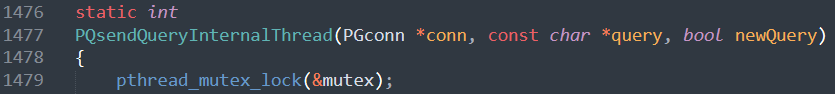 1476 static int
1477 PQsendQueryInternalThread(PGconn *conn, const char *query, bool newQuery)
1478 {
1479     pthread_mutex_lock(&mutex);